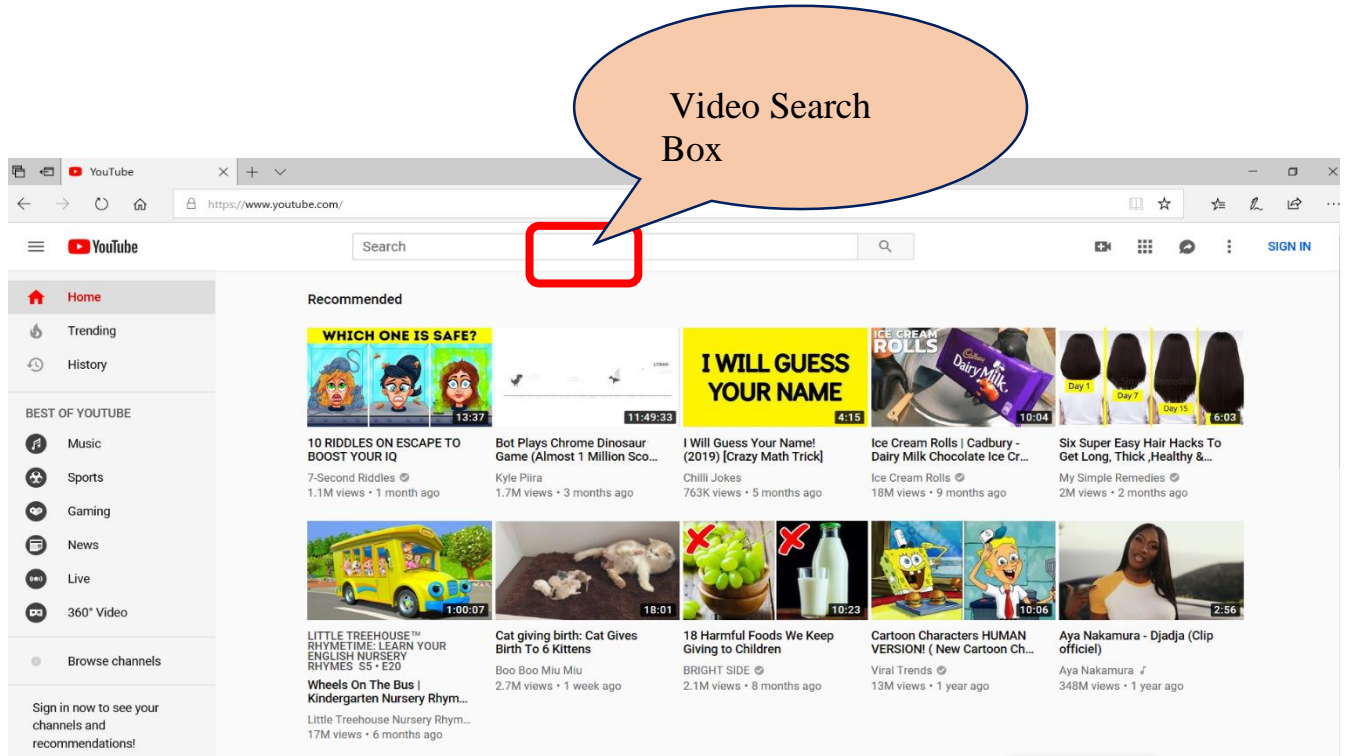 Video Search
Box
YouTube
https://www.youtube.com/
YouTube
Search
SIGN IN
Home
Trending
History
BEST OF YOUTUBE
Music
Sports
Gaming
News
Live
360° Video
Browse channels
Sign in now to see your
channels and
recommendations!
Recommended
WHICH ONE IS SAFE?
13:37
10 RIDDLES ON ESCAPE TO
BOOST YOUR IQ
7-Second Riddles
1.1M views • 1 month ago
11:49:33
Bot Plays Chrome Dinosaur
Game (Almost 1 Million Sco...
Kyle Piira
1.7M views • 3 months ago
I WILL GUESS
YOUR NAME
4:15
I Will Guess Your Name!
(2019) [Crazy Math Trick]
Chilli Jokes
763K views • 5 months ago
ICE CREAM
ROLLS
Cadbury
Dairy Milk
10:04
Ice Cream Rolls | Cadbury -
Dairy Milk Chocolate Ice Cr...
Ice Cream Rolls
18M views • 9 months ago
Day 1
Day 7
Day 15
6:03
Six Super Easy Hair Hacks To
Get Long, Thick ,Healthy &...
My Simple Remedies
2M views • 2 months ago
1:00:07
LITTLE TREEHOUSE™
RHYMETIME: LEARN YOUR
ENGLISH NURSERY
RHYMES S5 • E20
Wheels On The Bus |
Kindergarten Nursery Rhym...
Little Treehouse Nursery Rhym...
17M views • 6 months ago
18:01
Cat giving birth: Cat Gives
Birth To 6 Kittens
Boo Boo Miu Miu
2.7M views • 1 week ago
10:23
18 Harmful Foods We Keep
Giving to Children
BRIGHT SIDE
2.1M views • 8 months ago
10:06
Cartoon Characters HUMAN
VERSION! ( New Cartoon Ch...
Viral Trends
13M views • 1 year ago
2:56
Aya Nakamura - Djadja (Clip
officiel)
Aya Nakamura
348M views • 1 year ago